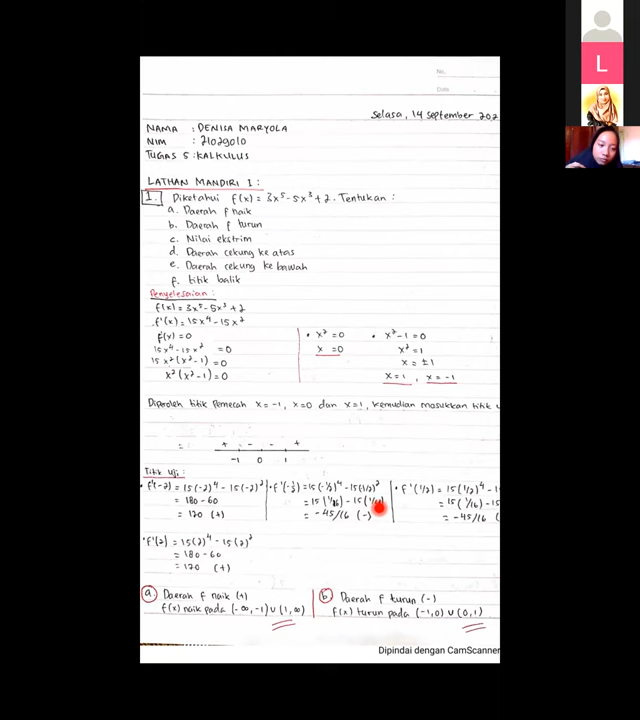 No.
Date
Selasa, 14 September 202
NAMA : DENISA MARYOLA
NIM : 21029010
TUGAS 5 : KALKULUS
LATIHAN MANDIRI 1 :
1. Diketahui f(x) = 3x⁵ - 5x³ + 2. Tentukan :
a. Daerah f naik
b. Daerah f turun
c. Nilai ekstrim
d. Daerah cekung ke atas
e. Daerah cekung ke bawah
f. titik balik
Penyelesaian :
f(x) = 3x⁵ - 5x³ + 2
f'(x) = 15x⁴ - 15x²
f'(x) = 0
15x⁴ - 15x² = 0
15x² (x² - 1) = 0
x² (x² - 1) = 0
• x² = 0
x = 0
• x² - 1 = 0
x² = 1
x = ±1
x = 1 , x = -1
Diperoleh titik pemecah x = -1, x = 0 dan x = 1, kemudian masukkan titik u
+ - - +
-1 0 1
Titik Uji :
• f'(-2) = 15(-2)⁴ - 15(-2)²
= 180 - 60
= 120 (+)
• f'(-½) = 15(-½)⁴ - 15(1/2)²
= 15 (1/16) - 15
= -45/16 (-)
• f'(1/2) = 15(1/2)⁴ - 1
= 15(1/16) - 15
= -45/16 (
• f'(2) = 15(2)⁴ - 15(2)²
= 180 - 60
= 120 (+)
a Daerah f naik (+)
f(x) naik pada (-∞, -1) ∪ (1, ∞)
b Daerah f turun (-)
f(x) turun pada (-1, 0) ∪ (0, 1)
Dipindai dengan CamScanner
L